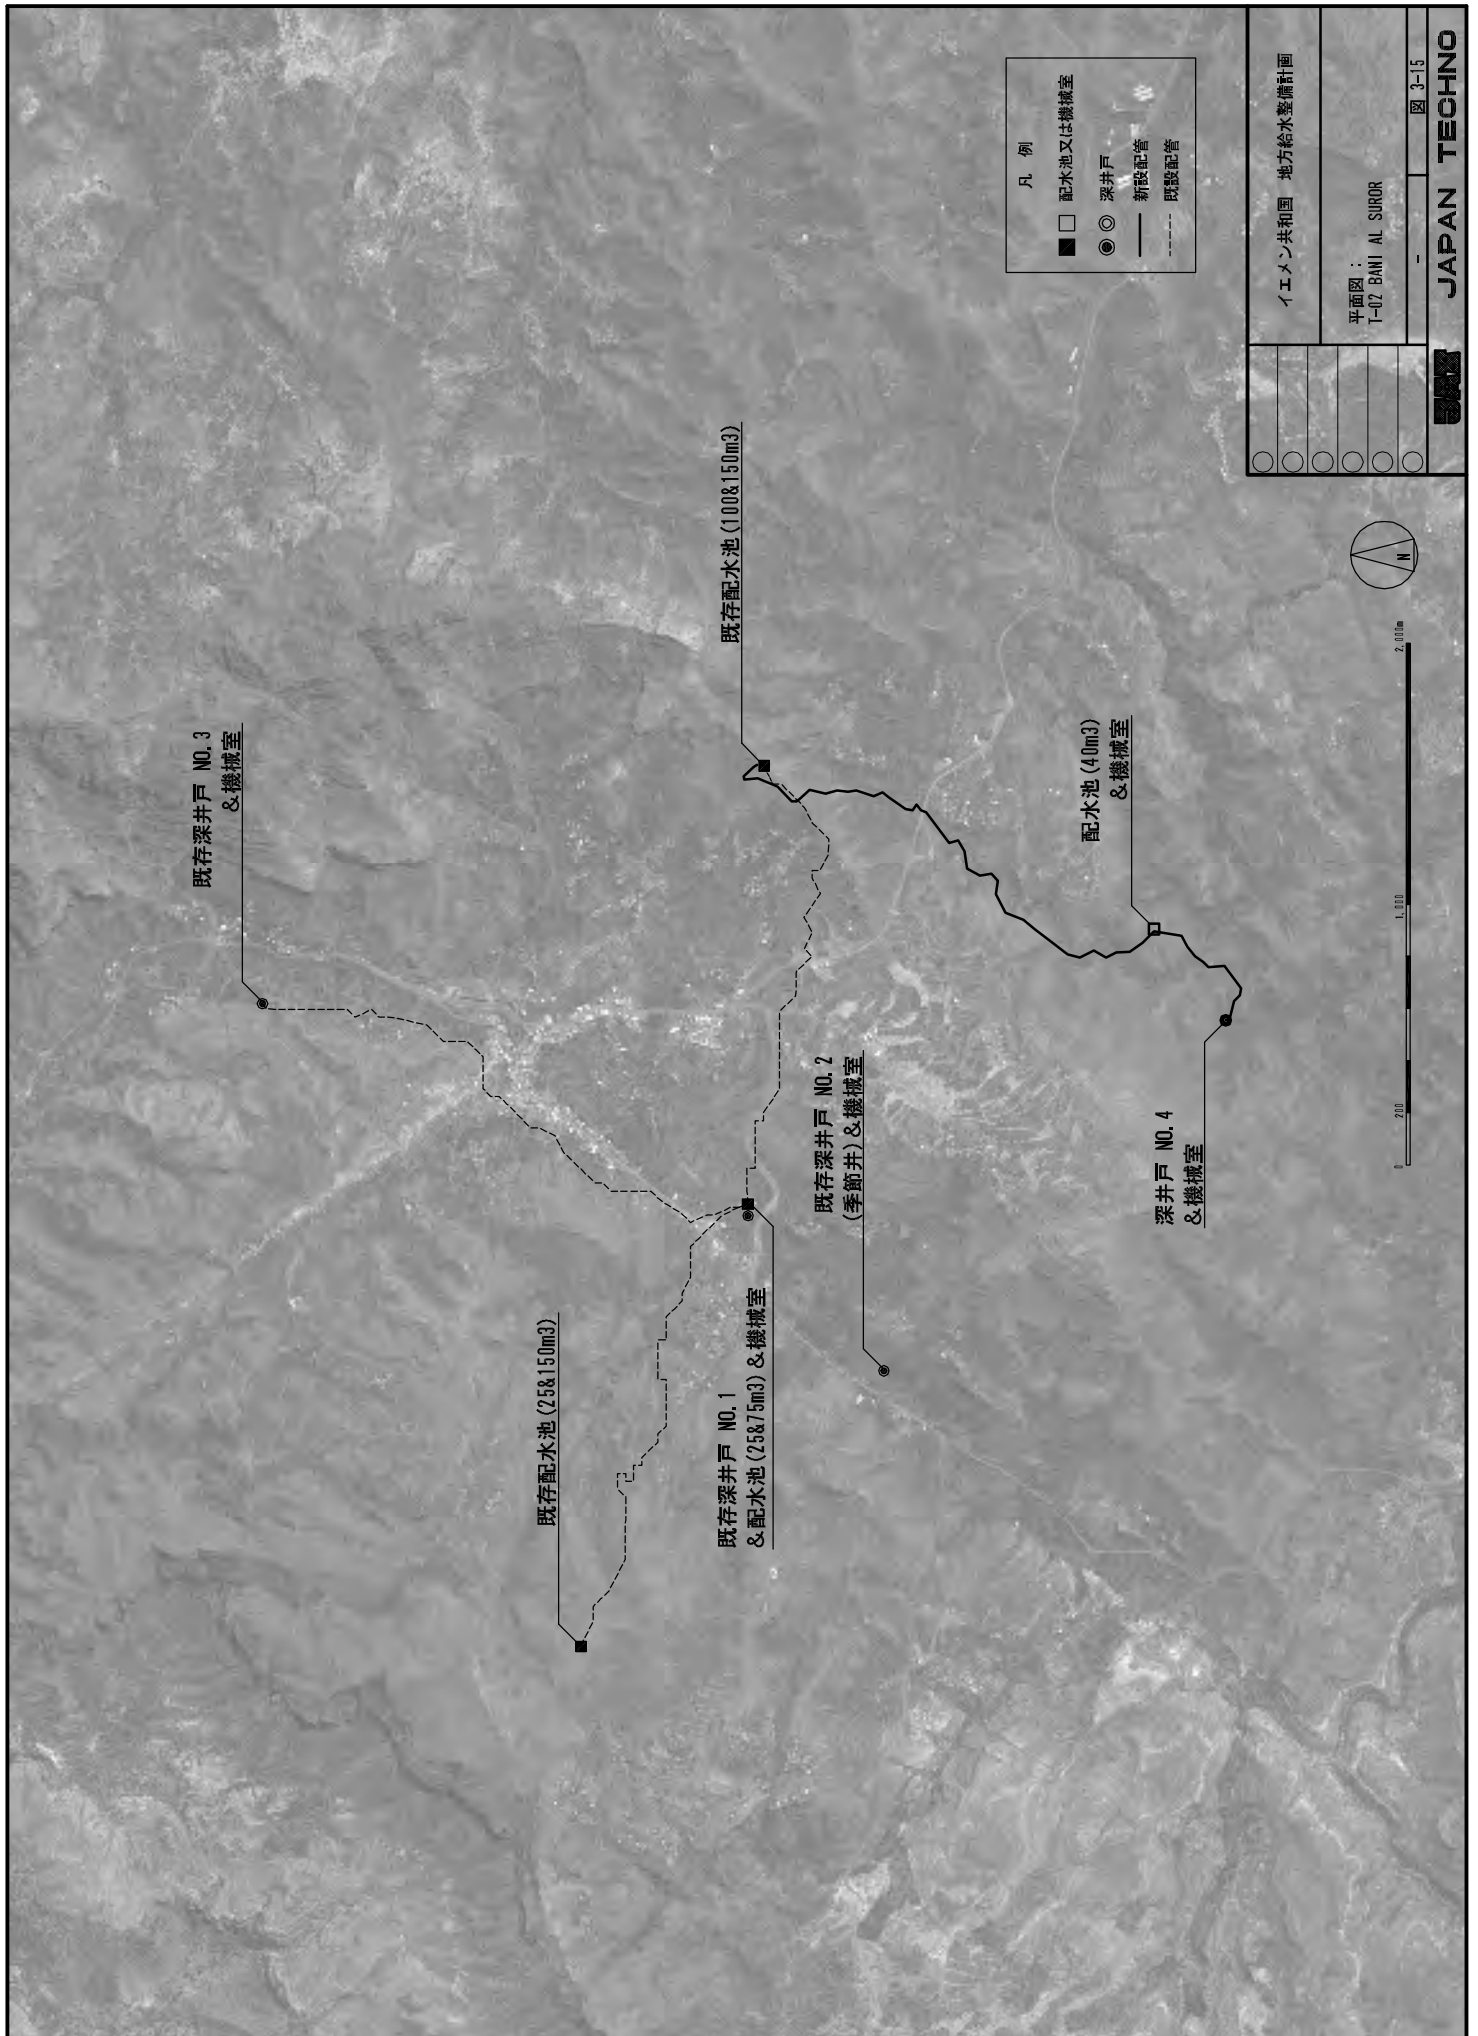 既存深井戸 NO.3
&機械室
既存配水池(100&150m3)
既存配水池(25&150m3)
既存深井戸 NO.1
&配水池(25&75m3)&機械室
既存深井戸 NO.2
(季節井)&機械室
配水池(40m3)
&機械室
深井戸 NO.4
&機械室
凡 例
配水池又は機械室
深井戸
新設配管
既設配管
0
200
1,000
2,000m
N
イエメン共和国 地方給水整備計画
平面図:
T-02 BANI AL SUROR
-
図 3-15
JAPAN TECHNO